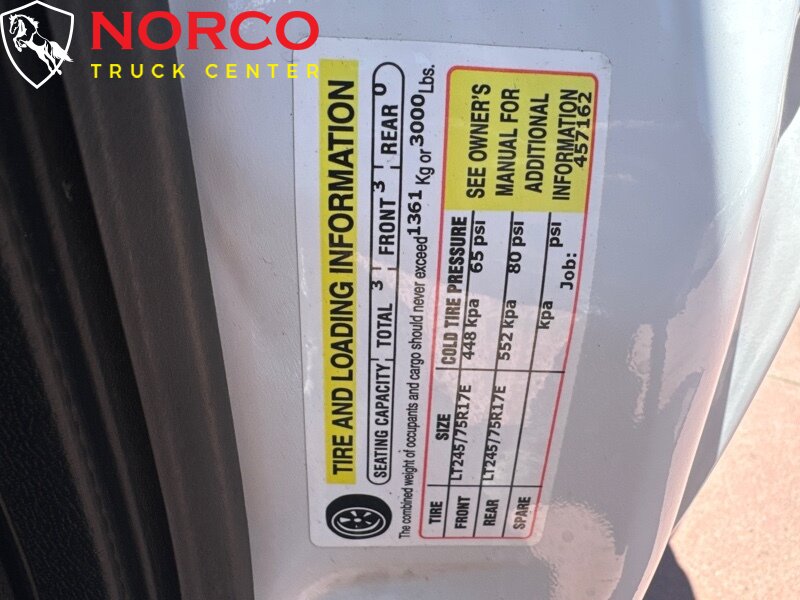 NORCO
TRUCK CENTER
TIRE AND LOADING INFORMATION
SEATING CAPACITY TOTAL 3 FRONT 3 REAR 0
The combined weight of occupants and cargo should never exceed 1361 Kg or 3000 Lbs.
TIRE SIZE COLD TIRE PRESSURE
FRONT LT245/75R17E 448 kpa 65 psi
REAR LT245/75R17E 552 kpa 80 psi
SPARE kpa psi
Job:
SEE OWNER'S
MANUAL FOR
ADDITIONAL
INFORMATION
457162